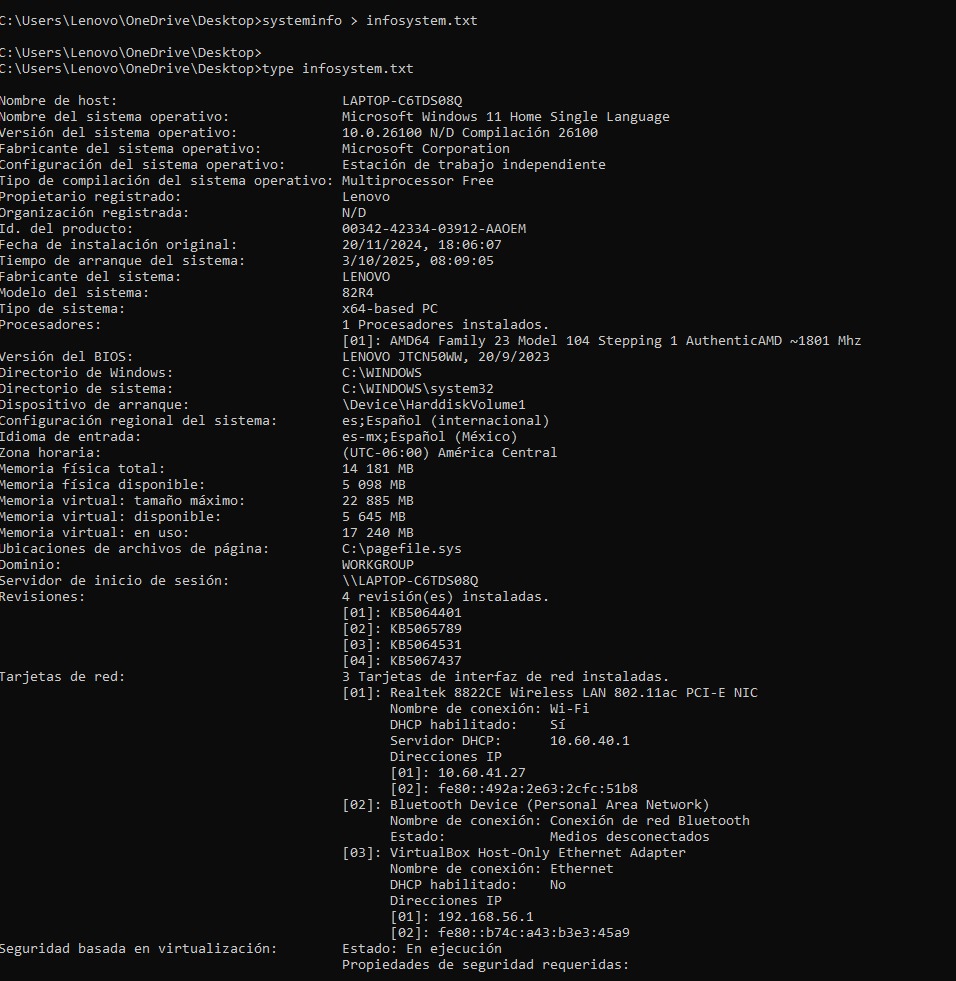 C:\Users\Lenovo\OneDrive\Desktop>systeminfo > infosystem.txt
C:\Users\Lenovo\OneDrive\Desktop>
C:\Users\Lenovo\OneDrive\Desktop>type infosystem.txt
Nombre de host: LAPTOP-C6TDS08Q
Nombre del sistema operativo: Microsoft Windows 11 Home Single Language
Versión del sistema operativo: 10.0.26100 N/D Compilación 26100
Fabricante del sistema operativo: Microsoft Corporation
Configuración del sistema operativo: Estación de trabajo independiente
Tipo de compilación del sistema operativo: Multiprocessor Free
Propietario registrado: Lenovo
Organización registrada: N/D
Id. del producto: 00342-42334-03912-AAOEM
Fecha de instalación original: 20/11/2024, 18:06:07
Tiempo de arranque del sistema: 3/10/2025, 08:09:05
Fabricante del sistema: LENOVO
Modelo del sistema: 82R4
Tipo de sistema: x64-based PC
Procesadores: 1 Procesadores instalados.
[01]: AMD64 Family 23 Model 104 Stepping 1 AuthenticAMD ~1801 Mhz
Versión del BIOS: LENOVO JTCN50WW, 20/9/2023
Directorio de Windows: C:\WINDOWS
Directorio de sistema: C:\WINDOWS\system32
Dispositivo de arranque: \Device\HarddiskVolume1
Configuración regional del sistema: es;Español (internacional)
Idioma de entrada: es-mx;Español (México)
Zona horaria: (UTC-06:00) América Central
Memoria física total: 14 181 MB
Memoria física disponible: 5 098 MB
Memoria virtual: tamaño máximo: 22 885 MB
Memoria virtual: disponible: 5 645 MB
Memoria virtual: en uso: 17 240 MB
Ubicaciones de archivos de página: C:\pagefile.sys
Dominio: WORKGROUP
Servidor de inicio de sesión: \\LAPTOP-C6TDS08Q
Revisiones: 4 revisión(es) instaladas.
[01]: KB5064401
[02]: KB5065789
[03]: KB5064531
[04]: KB5067437
Tarjetas de red: 3 Tarjetas de interfaz de red instaladas.
[01]: Realtek 8822CE Wireless LAN 802.11ac PCI-E NIC
Nombre de conexión: Wi-Fi
DHCP habilitado: Sí
Servidor DHCP: 10.60.40.1
Direcciones IP
[01]: 10.60.41.27
[02]: fe80::492a:2e63:2cfc:51b8
[02]: Bluetooth Device (Personal Area Network)
Nombre de conexión: Conexión de red Bluetooth
Estado: Medios desconectados
[03]: VirtualBox Host-Only Ethernet Adapter
Nombre de conexión: Ethernet
DHCP habilitado: No
Direcciones IP
[01]: 192.168.56.1
[02]: fe80::b74c:a43:b3e3:45a9
Seguridad basada en virtualización: Estado: En ejecución
Propiedades de seguridad requeridas: